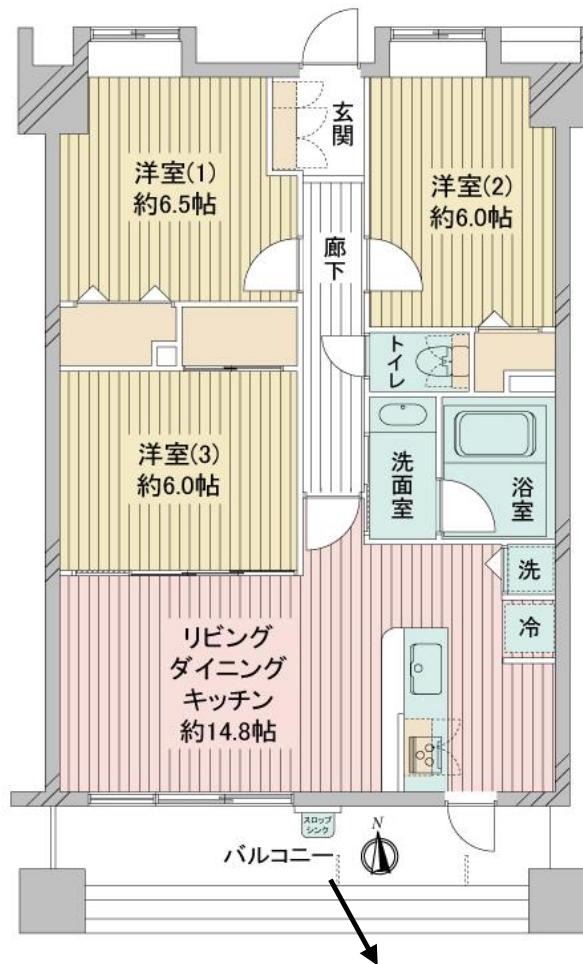 玄関
洋室(1)
約6.5帖
洋室(2)
約6.0帖
廊下
トイレ
洋室(3)
約6.0帖
洗面室
浴室
洗
冷
リビング
ダイニング
キッチン
約14.8帖
スロップ
シンク
N
バルコニー